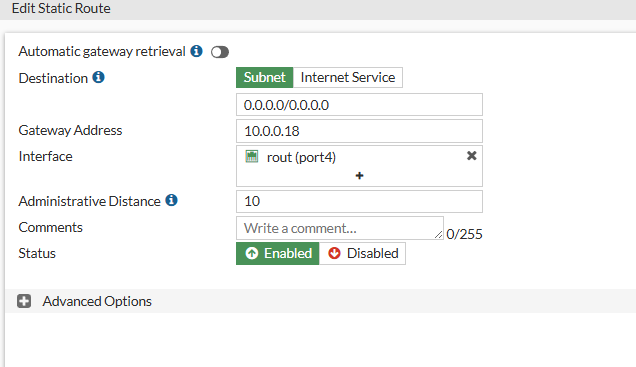 Edit Static Route
Automatic gateway retrieval
Destination Subnet Internet Service
0.0.0.0/0.0.0.0
Gateway Address 10.0.0.18
Interface rout (port4)
Administrative Distance 10
Comments Write a comment... 0/255
Status Enabled Disabled
Advanced Options